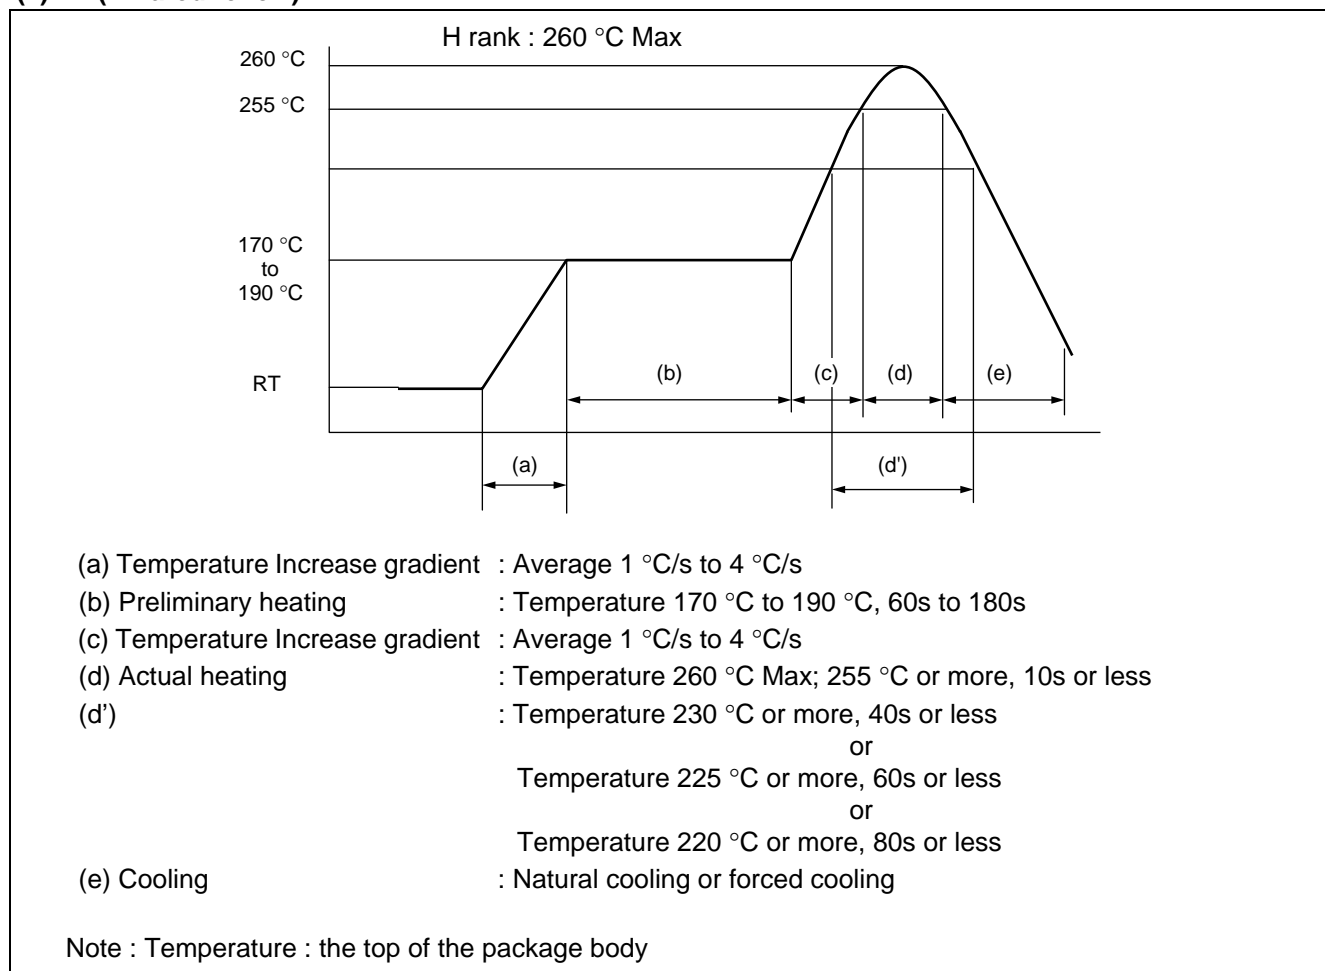 H rank : 260 °C Max
260 °C
255 °C
170 °C
to
190 °C
RT
(b)
(c)
(d)
(e)
(a)
(d')
(a) Temperature Increase gradient : Average 1 °C/s to 4 °C/s
(b) Preliminary heating : Temperature 170 °C to 190 °C, 60s to 180s
(c) Temperature Increase gradient : Average 1 °C/s to 4 °C/s
(d) Actual heating : Temperature 260 °C Max; 255 °C or more, 10s or less
(d’) : Temperature 230 °C or more, 40s or less
or
Temperature 225 °C or more, 60s or less
or
Temperature 220 °C or more, 80s or less
(e) Cooling : Natural cooling or forced cooling
Note : Temperature : the top of the package body